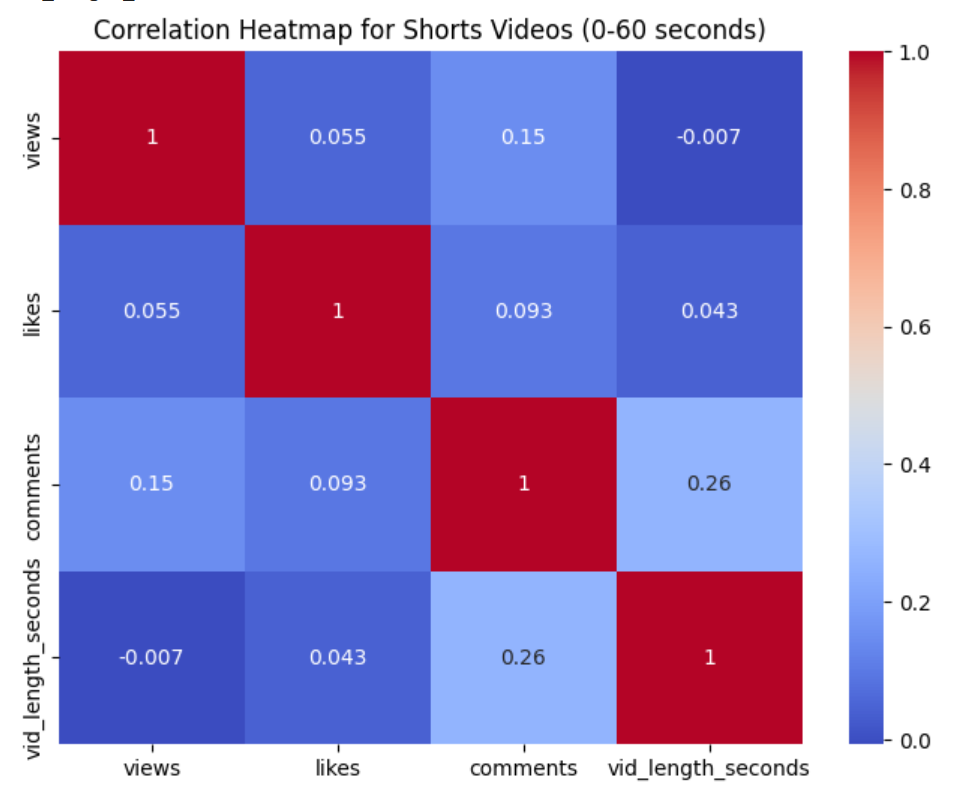 Correlation Heatmap for Shorts Videos (0-60 seconds)
views 1 0.055 0.15 -0.007
likes 0.055 1 0.093 0.043
comments 0.15 0.093 1 0.26
vid_length_seconds -0.007 0.043 0.26 1
views likes comments vid_length_seconds
1.0
0.8
0.6
0.4
0.2
0.0